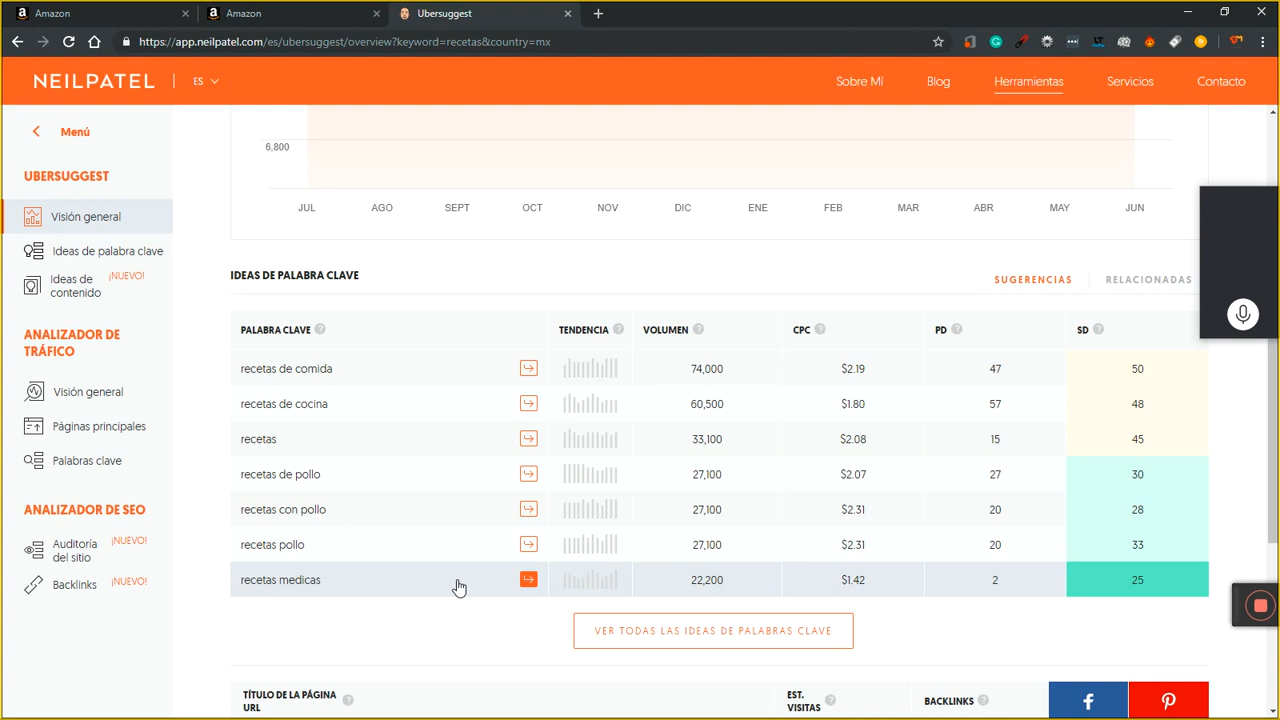 Amazon
Amazon
Ubersuggest
https://app.neilpatel.com/es/ubersuggest/overview?keyword=recetas&country=mx
NEILPATEL
ES
Sobre Mí
Blog
Herramientas
Servicios
Contacto
Menú
UBERSUGGEST
Visión general
Ideas de palabra clave
Ideas de contenido
¡NUEVO!
ANALIZADOR DE
TRÁFICO
Visión general
Páginas principales
Palabras clave
ANALIZADOR DE SEO
Auditoría
del sitio
¡NUEVO!
Backlinks
¡NUEVO!
6,800
JUL AGO SEPT OCT NOV DIC ENE FEB MAR ABR MAY JUN
IDEAS DE PALABRA CLAVE
SUGERENCIAS
RELACIONADAS
PALABRA CLAVE ? TENDENCIA ? VOLUMEN ? CPC ? PD ? SD ?
recetas de comida 74,000 $2.19 47 50
recetas de cocina 60,500 $1.80 57 48
recetas 33,100 $2.08 15 45
recetas de pollo 27,100 $2.07 27 30
recetas con pollo 27,100 $2.31 20 28
recetas pollo 27,100 $2.31 20 33
recetas medicas 22,200 $1.42 2 25
VER TODAS LAS IDEAS DE PALABRAS CLAVE
TÍTULO DE LA PÁGINA
URL ?
EST.
VISITAS ?
BACKLINKS ?